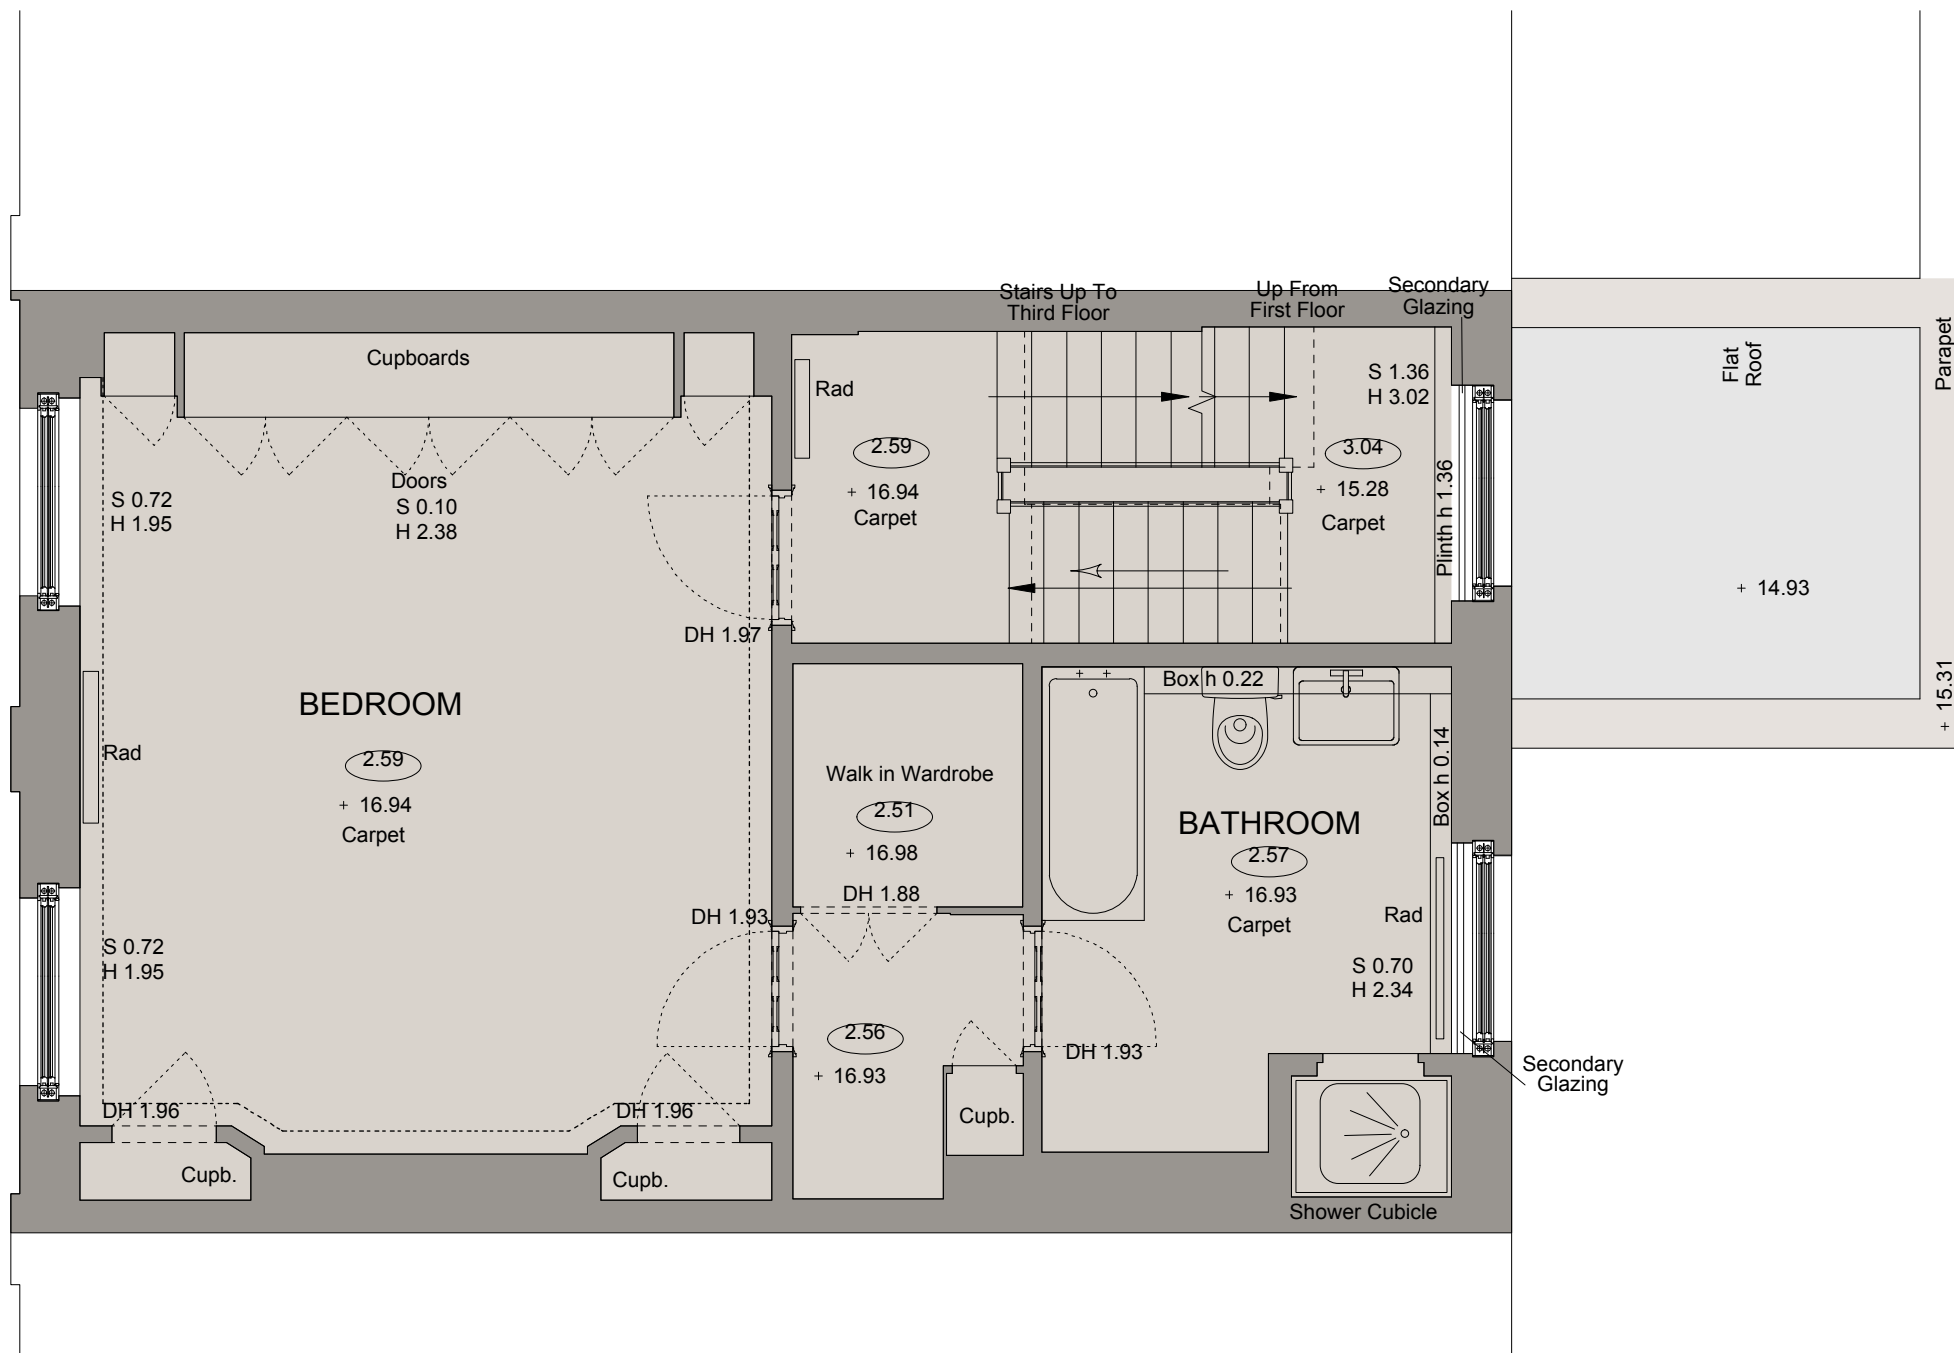 Stairs Up To
Third Floor
Up From
First Floor
Secondary
Glazing
Cupboards
Rad
S 1.36
H 3.02
Flat
Roof
Parapet
2.59
+ 16.94
Carpet
3.04
+ 15.28
Carpet
Plinth h 1.36
S 0.72
H 1.95
Doors
S 0.10
H 2.38
+ 14.93
DH 1.97
BEDROOM
2.59
+ 16.94
Carpet
Rad
Box h 0.22
+ 15.31
Walk in Wardrobe
2.51
+ 16.98
DH 1.88
BATHROOM
2.57
+ 16.93
Carpet
Box h 0.14
Rad
S 0.70
H 2.34
DH 1.93
S 0.72
H 1.95
2.56
+ 16.93
DH 1.93
Secondary
Glazing
DH 1.96
DH 1.96
Cupb.
Cupb.
Cupb.
Shower Cubicle